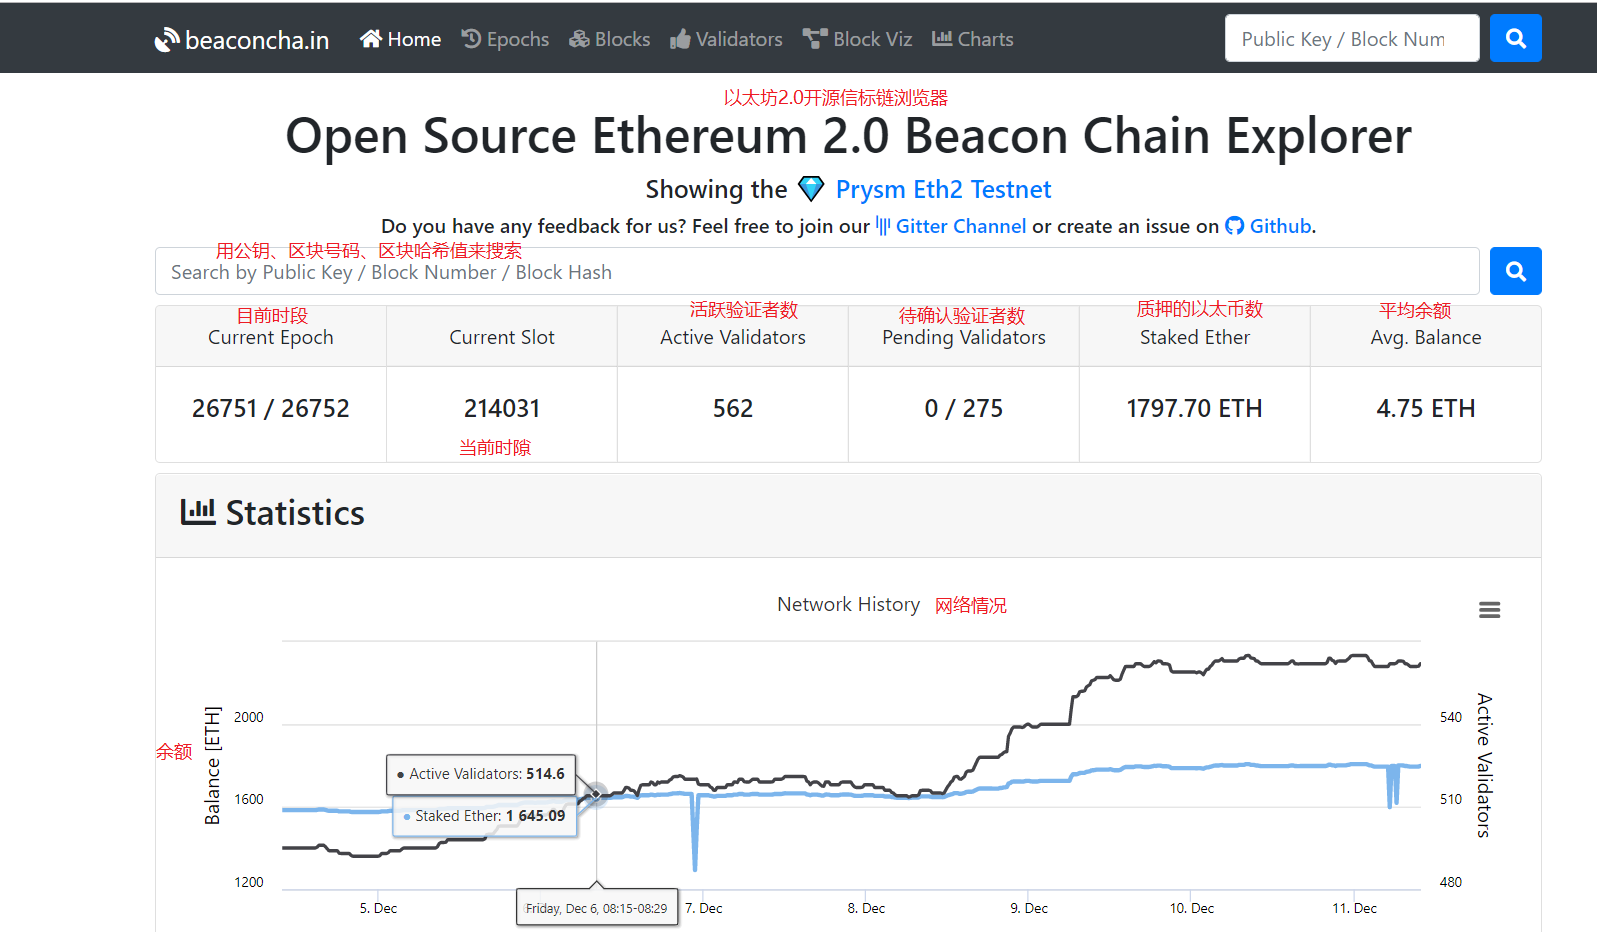 beaconcha.in Home Epochs Blocks Validators Block Viz Charts Public Key / Block Num
以太坊2.0开源信标链浏览器
Open Source Ethereum 2.0 Beacon Chain Explorer
Showing the Prysm Eth2 Testnet
Do you have any feedback for us? Feel free to join our Gitter Channel or create an issue on Github.
用公钥、区块号码、区块哈希值来搜索
Search by Public Key / Block Number / Block Hash
目前时段 活跃验证者数 待确认验证者数 质押的以太币数 平均余额
Current Epoch Current Slot Active Validators Pending Validators Staked Ether Avg. Balance
26751 / 26752 214031 562 0 / 275 1797.70 ETH 4.75 ETH
当前时隙
Statistics
Network History 网络情况
余额
Balance [ETH]
2000
1600
1200
Active Validators: 514.6
Staked Ether: 1 645.09
540
510
480
Active Validators
5. Dec 7. Dec 8. Dec 9. Dec 10. Dec 11. Dec
Friday, Dec 6, 08:15-08:29